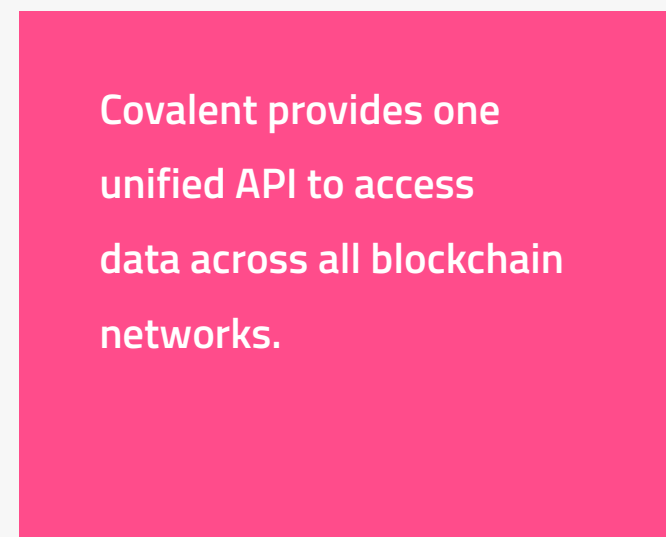 Covalent provides one
unified API to access
data across all blockchain
networks.